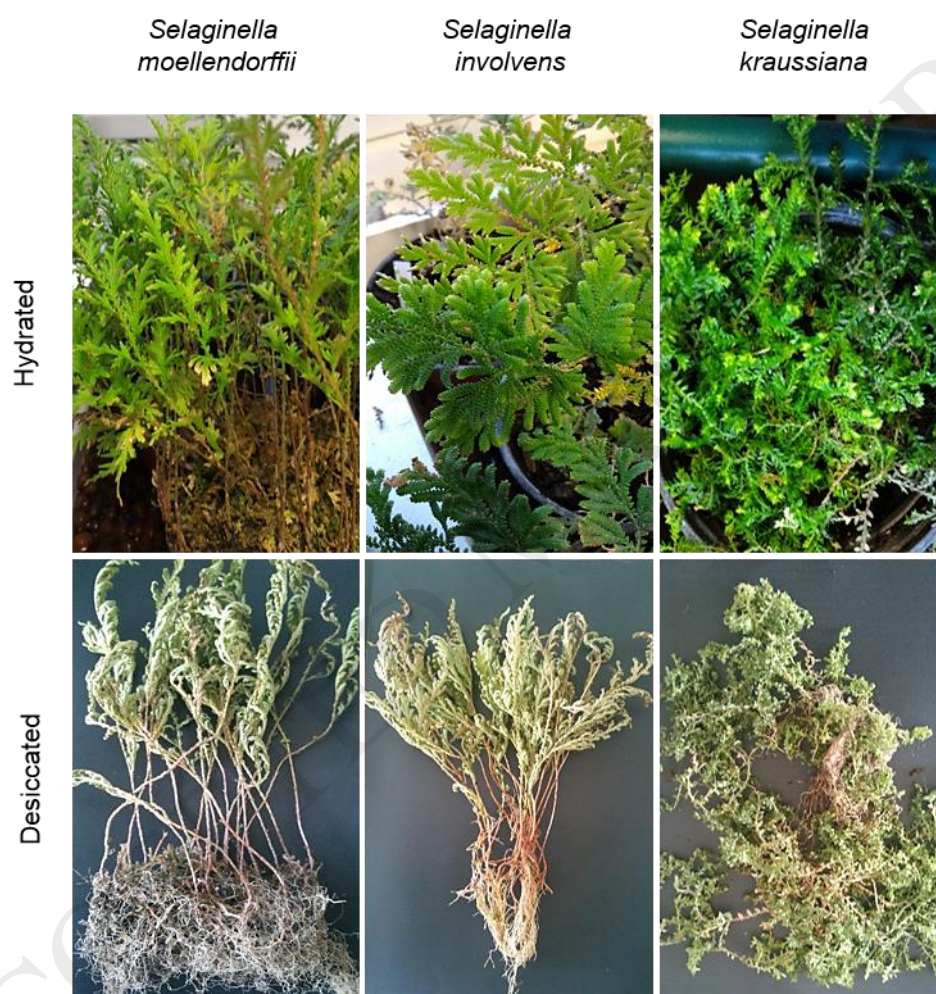 Selaginella
moellendorffii
Selaginella
involvens
Selaginella
kraussiana
Hydrated
Desiccated